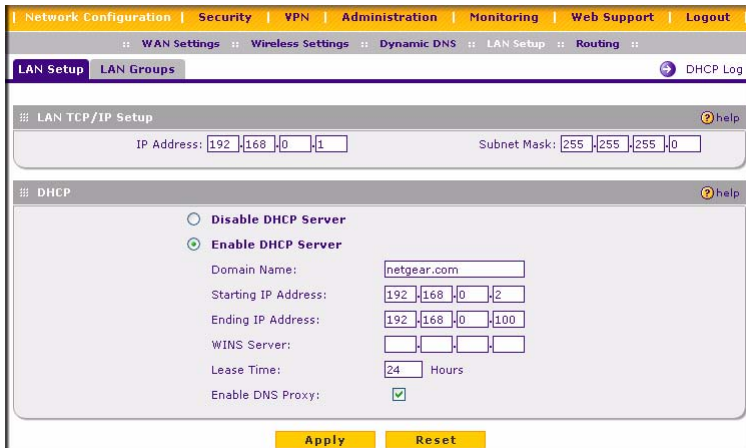 Network Configuration | Security | VPN | Administration | Monitoring | Web Support | Logout
:: WAN Settings :: Wireless Settings :: Dynamic DNS :: LAN Setup :: Routing ::
LAN Setup LAN Groups DHCP Log
LAN TCP/IP Setup help
IP Address: 192 . 168 . 0 . 1 Subnet Mask: 255 . 255 . 255 . 0
DHCP help
Disable DHCP Server
Enable DHCP Server
Domain Name: netgear.com
Starting IP Address: 192 . 168 . 0 . 2
Ending IP Address: 192 . 168 . 0 . 100
WINS Server: . . .
Lease Time: 24 Hours
Enable DNS Proxy:
Apply Reset